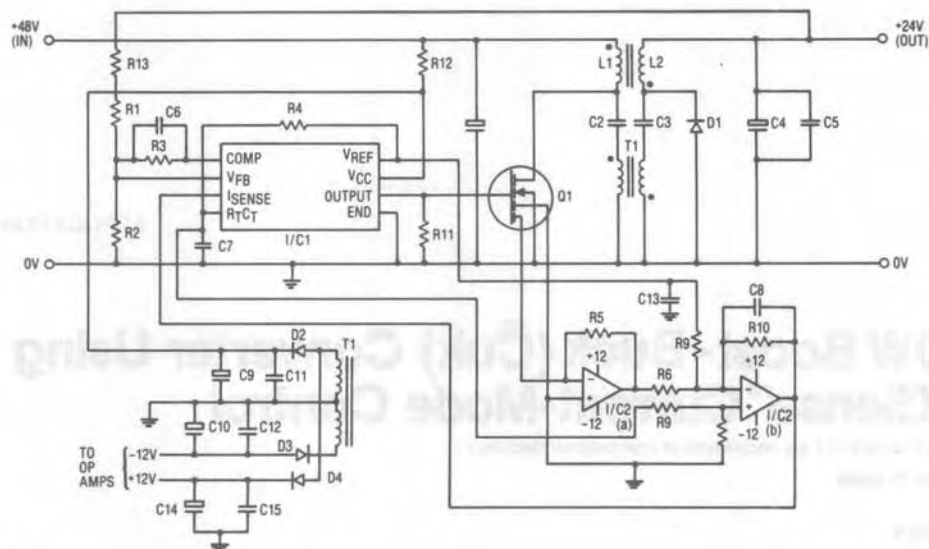 +48V
(IN)
+24V
(OUT)
R13
R12
L1
L2
R1
C6
R4
R3
C2
C3
D1
C4
C5
COMP
VREF
VFB
VCC
ISENSE
OUTPUT
RTCT
END
T1
Q1
R2
C7
I/C1
R11
0V
0V
C13
C8
R5
R9
R10
D2
T1
+12
+12
C9
C11
R6
I/C2
(a)
R9
I/C2
(b)
-12
-12
C10
C12
TO
OP
AMPS
-12V
D3
+12V
D4
C14
C15